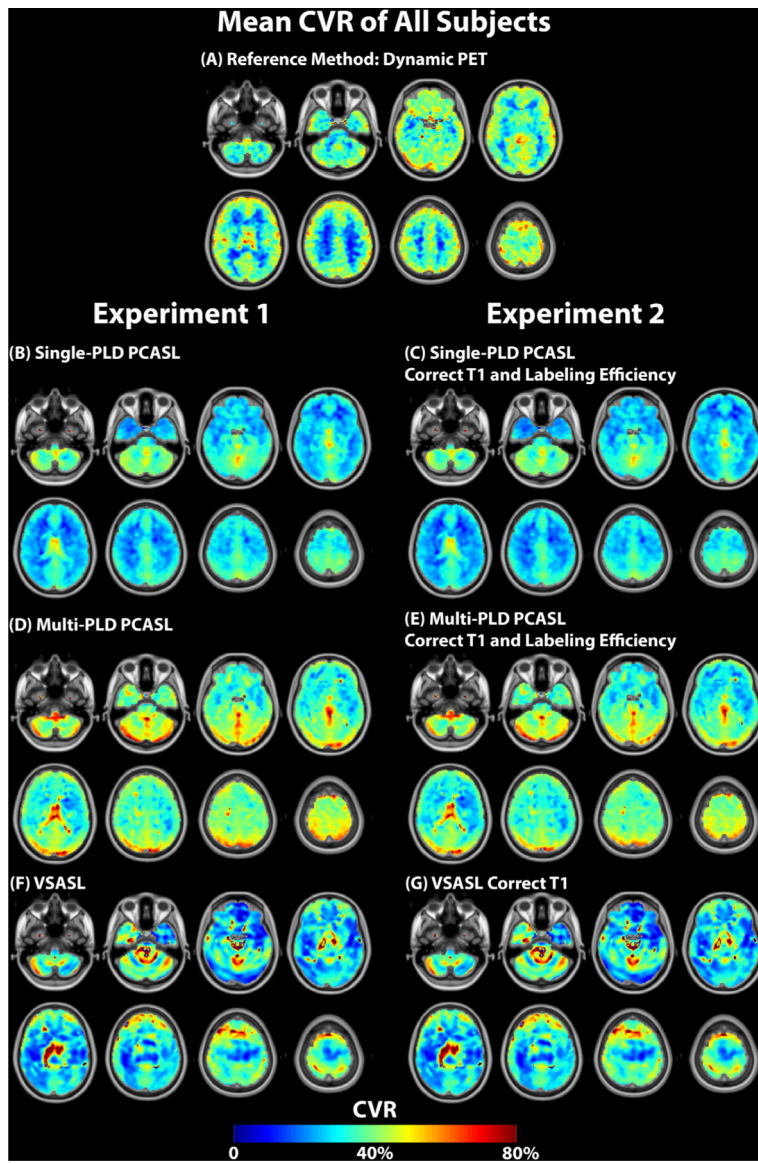 Mean CVR of All Subjects
(A) Reference Method: Dynamic PET
Experiment 1
Experiment 2
(B) Single-PLD PCASL
(C) Single-PLD PCASL
Correct T1 and Labeling Efficiency
(D) Multi-PLD PCASL
(E) Multi-PLD PCASL
Correct T1 and Labeling Efficiency
(F) VSASL
(G) VSASL Correct T1
CVR
0 40% 80%